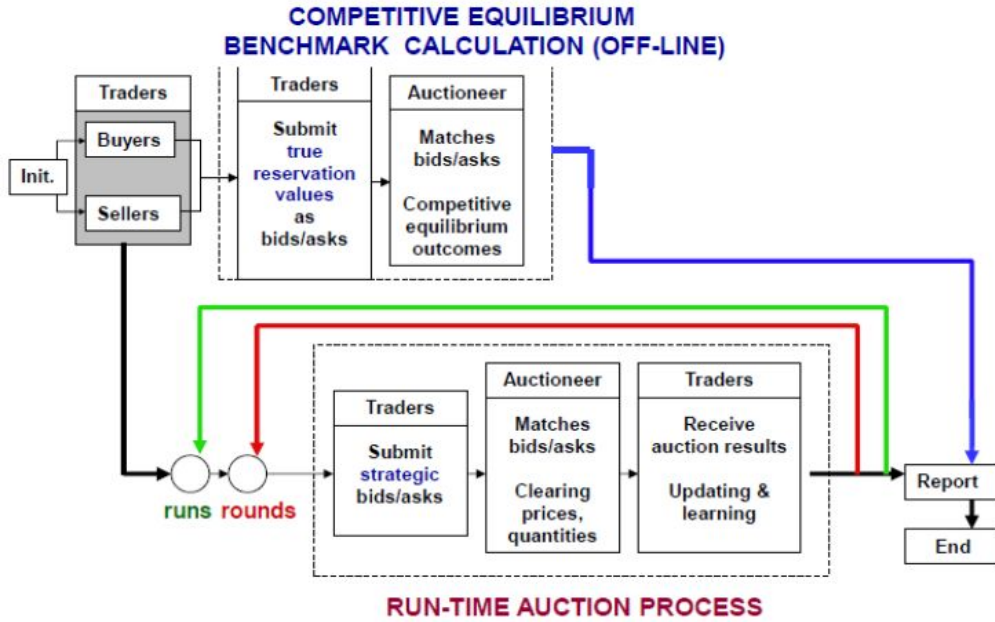 COMPETITIVE EQUILIBRIUM
BENCHMARK CALCULATION (OFF-LINE)
Traders
Buyers
Sellers
Init.
Traders
Submit
true
reservation
values
as
bids/asks
Auctioneer
Matches
bids/asks
Competitive
equilibrium
outcomes
runs
rounds
Traders
Submit
strategic
bids/asks
Auctioneer
Matches
bids/asks
Clearing
prices,
quantities
Traders
Receive
auction results
Updating &
learning
Report
End
RUN-TIME AUCTION PROCESS